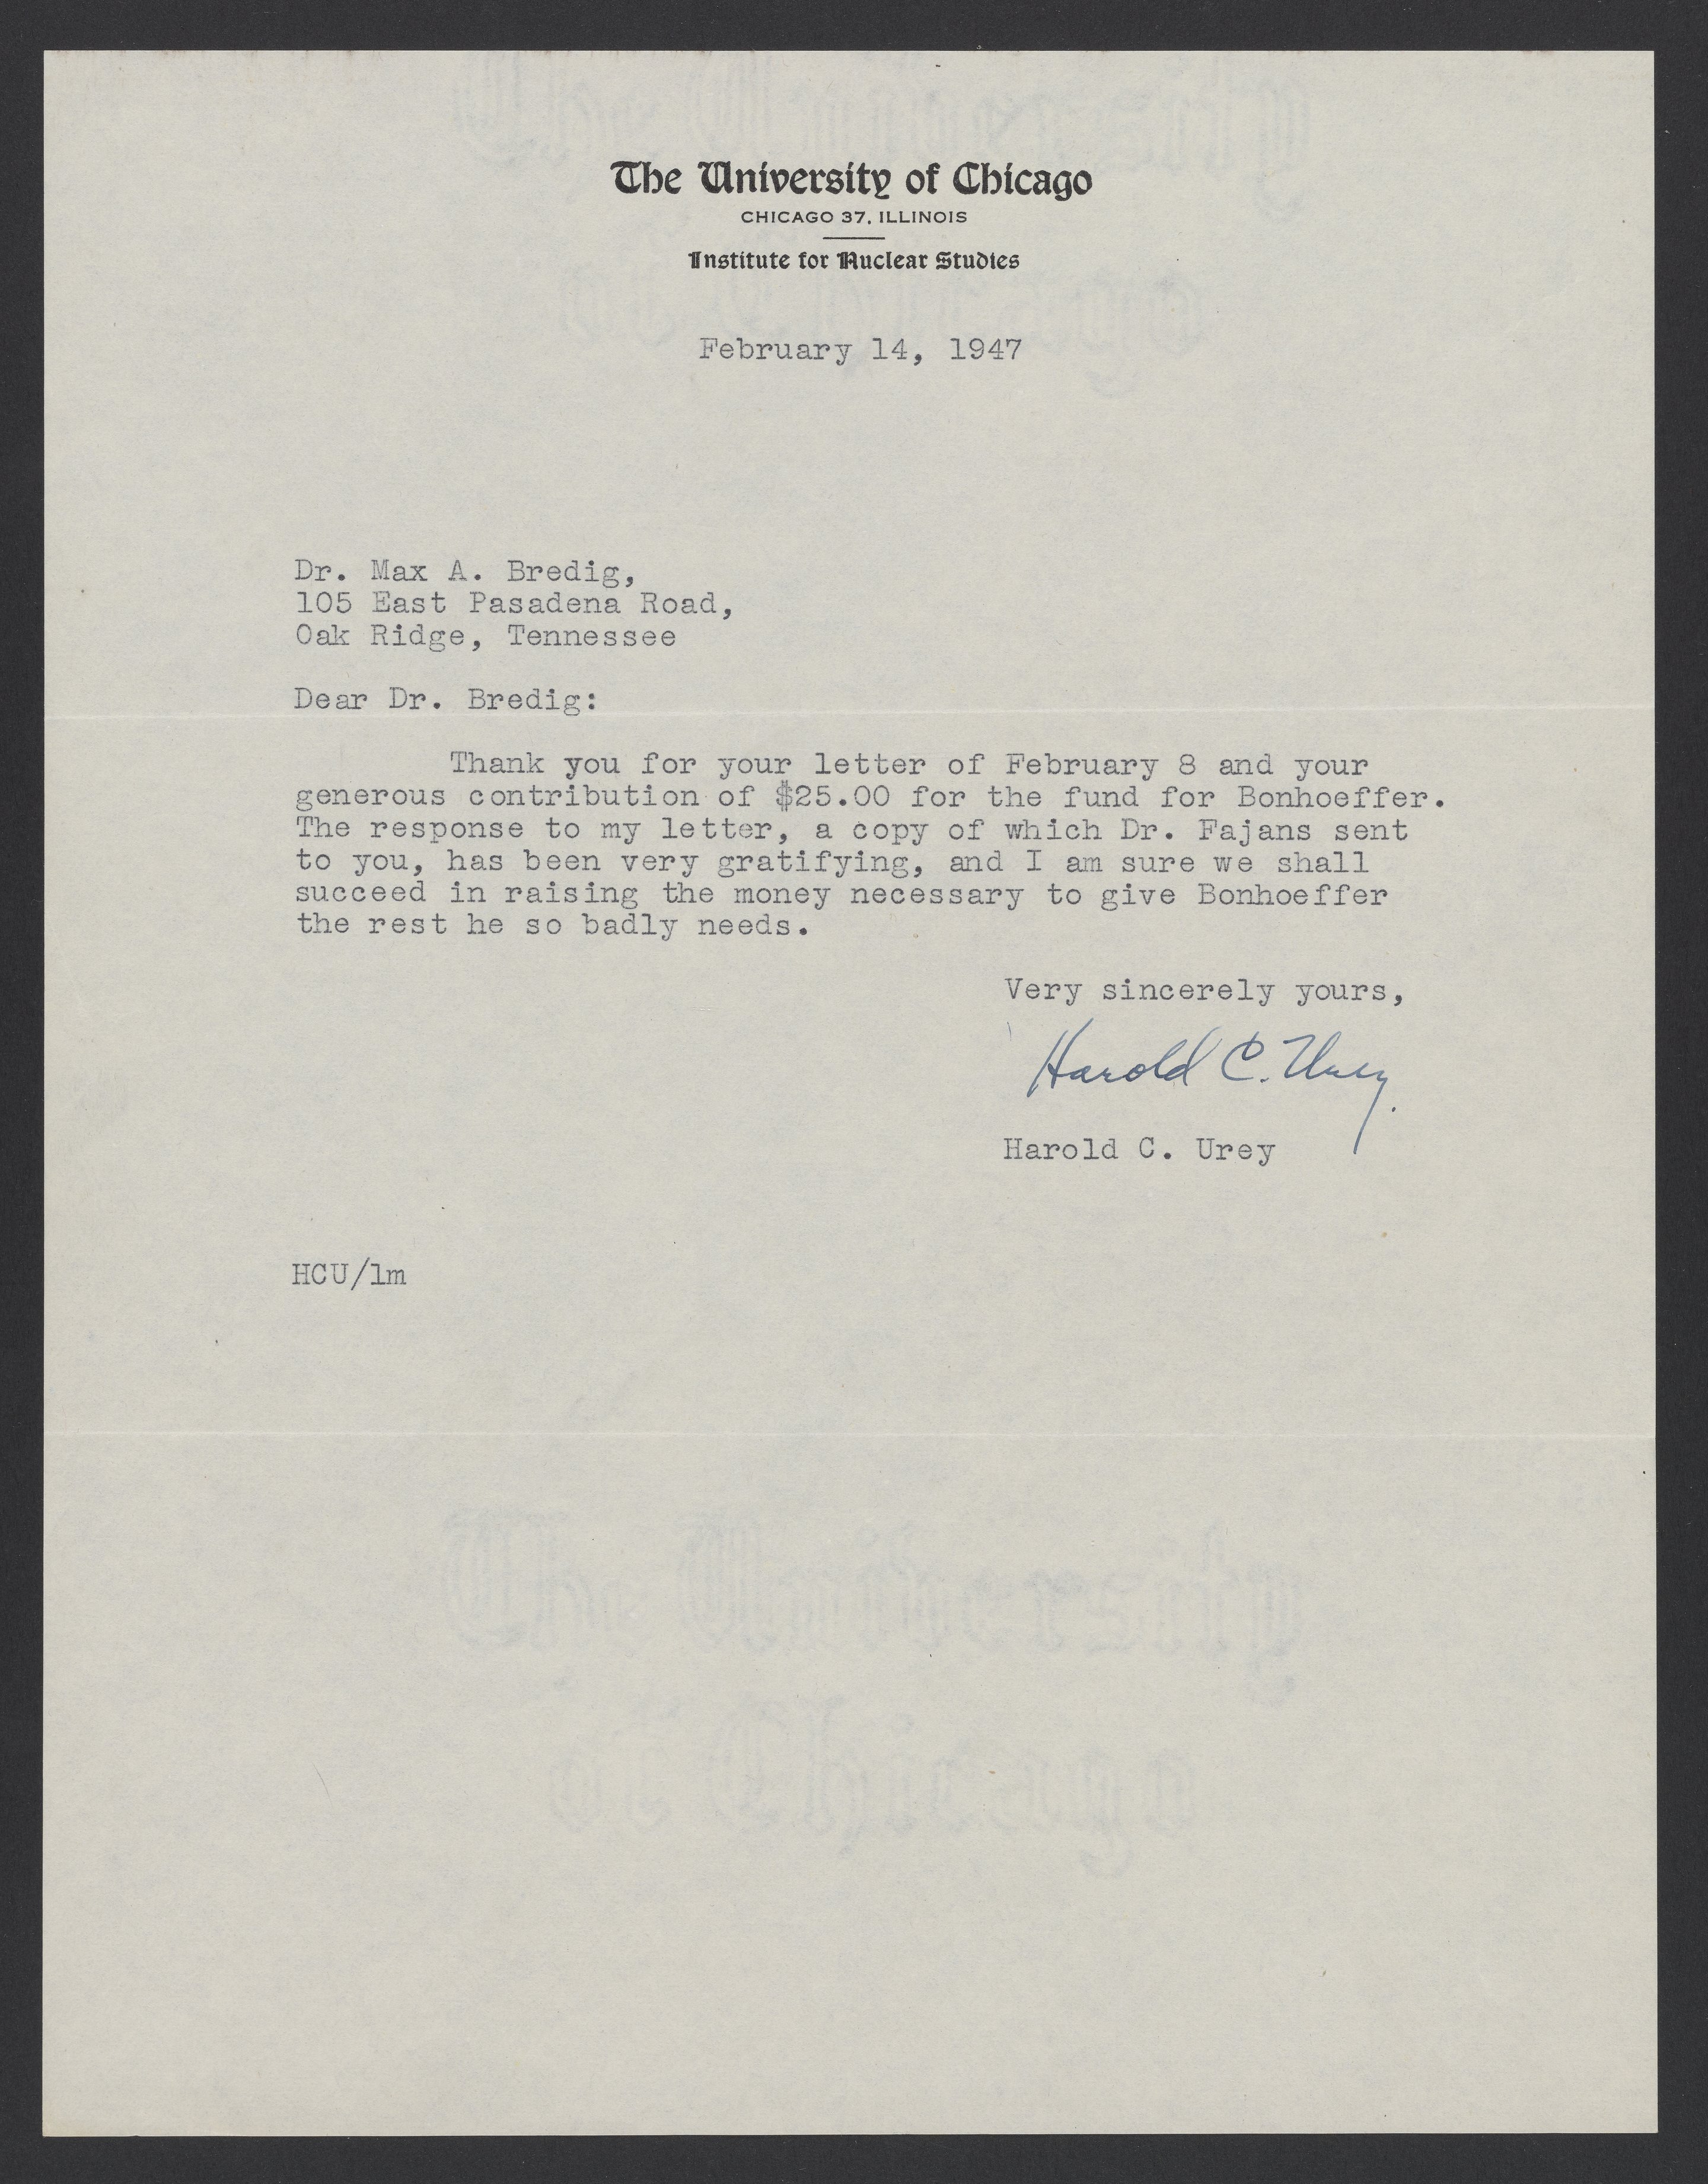 The University of Chicago
CHICAGO 37, ILLINOIS
Institute for Nuclear Studies
February 14, 1947
Dr. Max A. Bredig,
105 East Pasadena Road,
Oak Ridge, Tennessee
Dear Dr. Bredig:
Thank you for your letter of February 8 and your
generous contribution of $25.00 for the fund for Bonhoeffer.
The response to my letter, a copy of which Dr. Fajans sent
to you, has been very gratifying, and I am sure we shall
succeed in raising the money necessary to give Bonhoeffer
the rest he so badly needs.
Very sincerely yours,
Harold C. Urey.
Harold C. Urey
HCU/lm